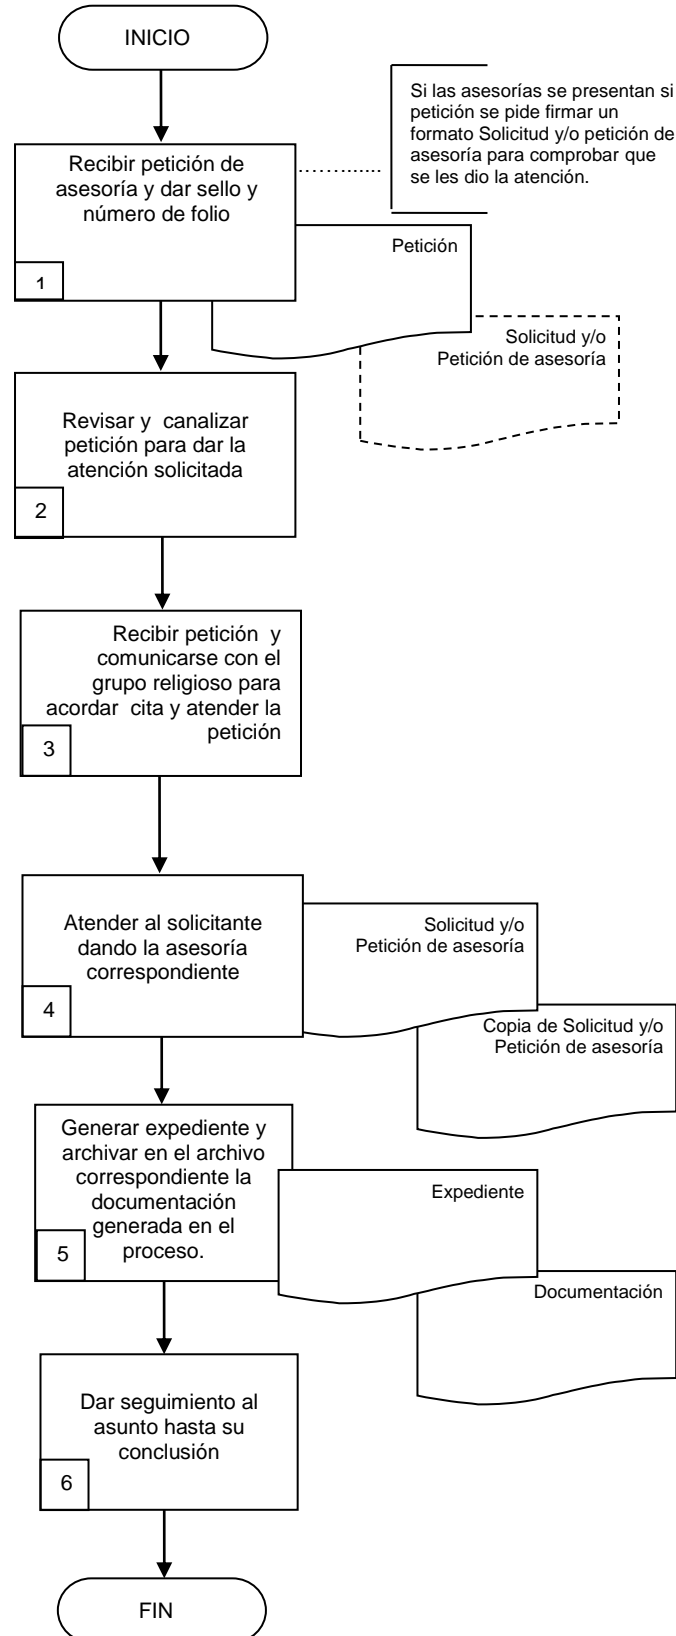 INICIO
Si las asesorías se presentan si
petición se pide firmar un
formato Solicitud y/o petición de
asesoría para comprobar que
se les dio la atención.
Recibir petición de
asesoría y dar sello y
número de folio
1
Petición
Solicitud y/o
Petición de asesoría
Revisar y canalizar
petición para dar la
atención solicitada
2
Recibir petición y
comunicarse con el
grupo religioso para
acordar cita y atender la
petición
3
Atender al solicitante
dando la asesoría
correspondiente
4
Solicitud y/o
Petición de asesoría
Copia de Solicitud y/o
Petición de asesoría
Generar expediente y
archivar en el archivo
correspondiente la
documentación
generada en el
proceso.
5
Expediente
Documentación
Dar seguimiento al
asunto hasta su
conclusión
6
FIN